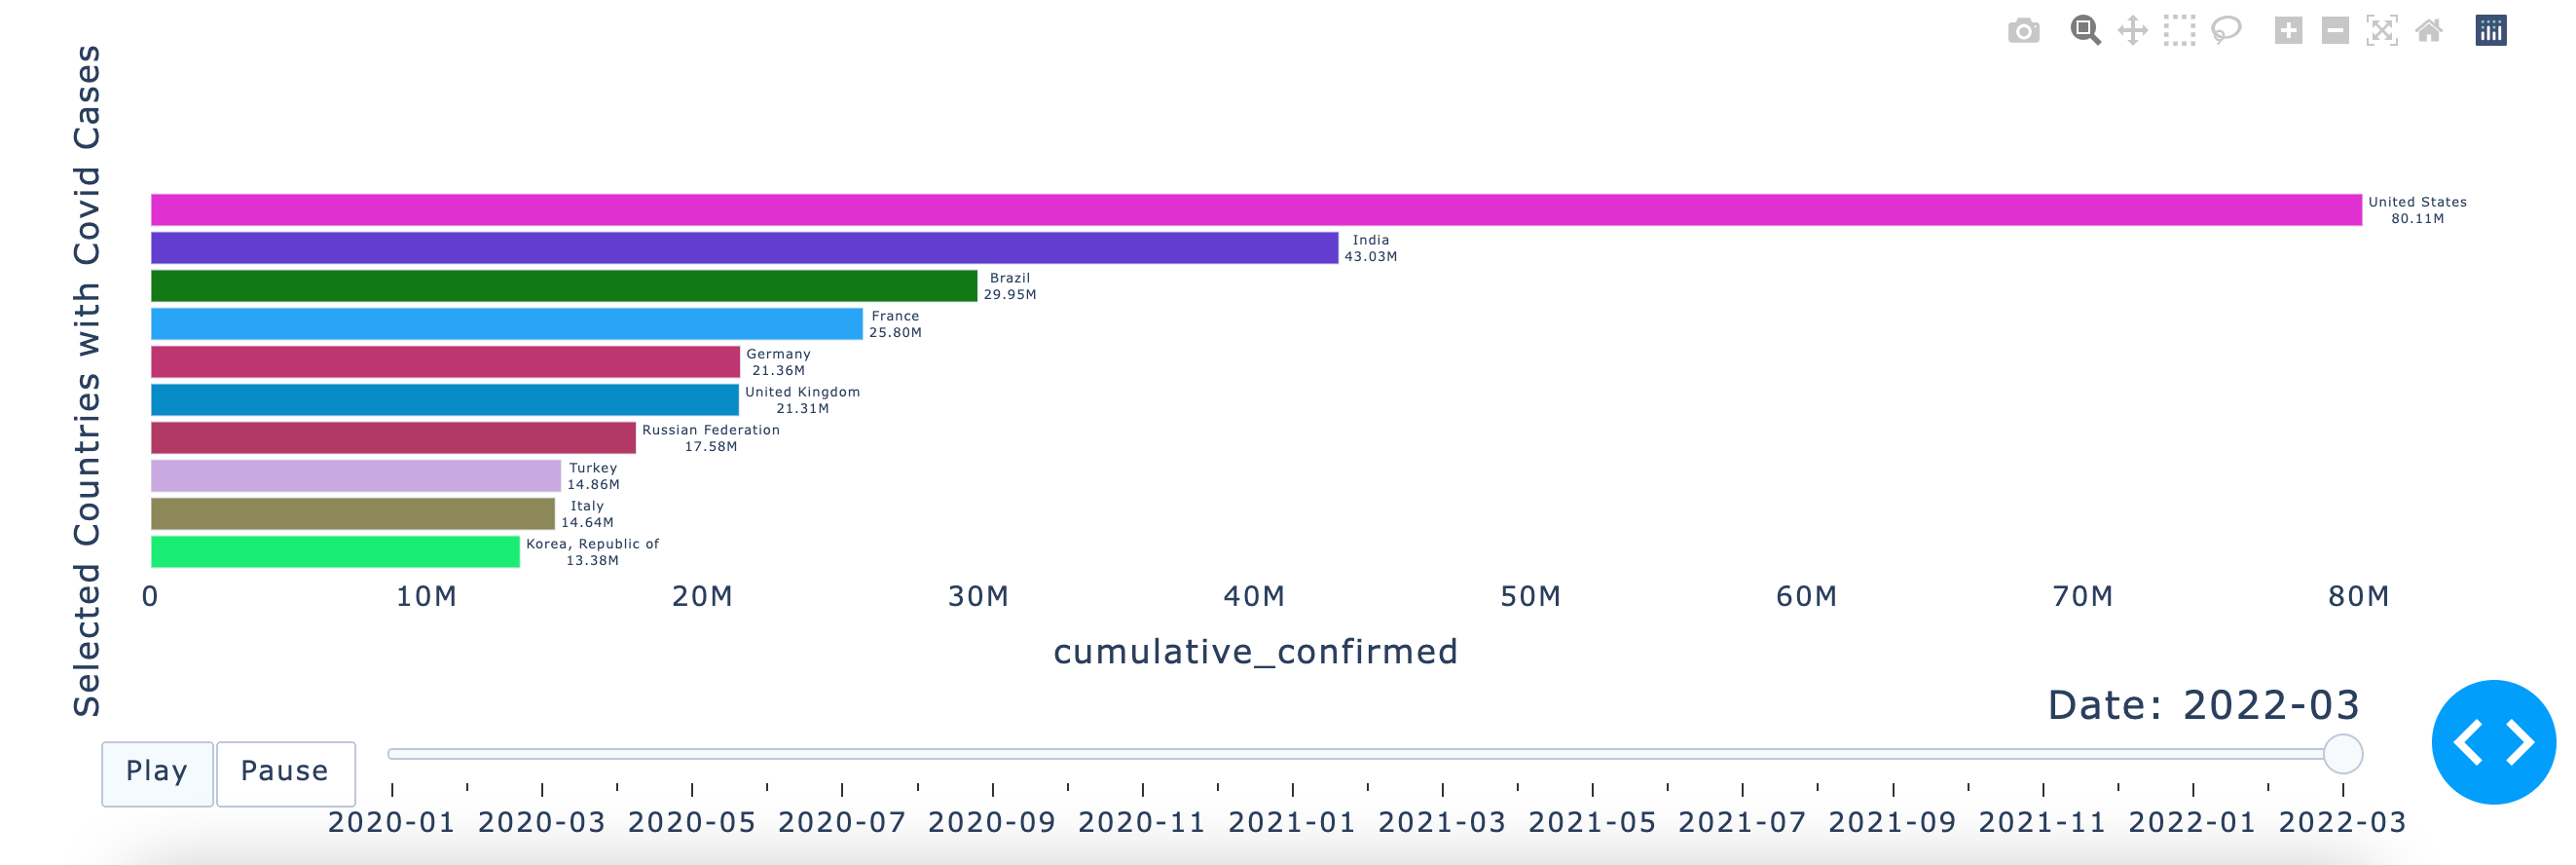 Selected Countries with Covid Cases
United States
80.11M
India
43.03M
Brazil
29.95M
France
25.80M
Germany
21.36M
United Kingdom
21.31M
Russian Federation
17.58M
Turkey
14.86M
Italy
14.64M
Korea, Republic of
13.38M
0 10M 20M 30M 40M 50M 60M 70M 80M
cumulative_confirmed
Date: 2022-03
Play Pause
2020-01 2020-03 2020-05 2020-07 2020-09 2020-11 2021-01 2021-03 2021-05 2021-07 2021-09 2021-11 2022-01 2022-03